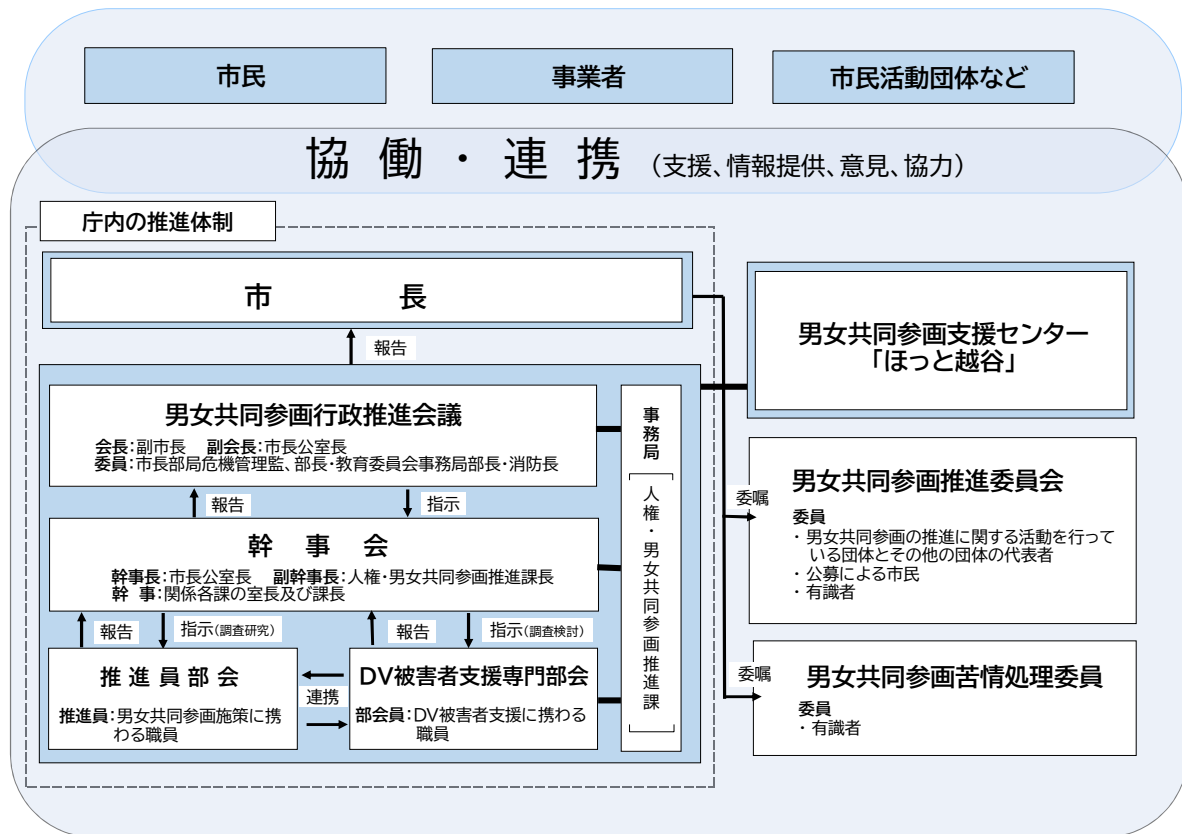 市民
事業者
市民活動団体など
協働・連携(支援、情報提供、意見、協力)
庁内の推進体制
市長
報告
男女共同参画行政推進会議
会長:副市長 副会長:市長公室長
委員:市長部局危機管理監、部長・教育委員会事務局部長・消防長
報告
指示
幹事会
幹事長:市長公室長 副幹事長:人権・男女共同参画推進課長
幹事:関係各課の室長及び課長
報告
指示(調査研究)
報告
指示(調査検討)
推進員部会
推進員:男女共同参画施策に携
わる職員
連携
DV被害者支援専門部会
部会員:DV被害者支援に携わる
職員
事務局
人権・男女共同参画推進課
男女共同参画支援センター
「ほっと越谷」
委嘱
男女共同参画推進委員会
委員
・男女共同参画の推進に関する活動を行って
いる団体とその他の団体の代表者
・公募による市民
・有識者
委嘱
男女共同参画苦情処理委員
委員
・有識者